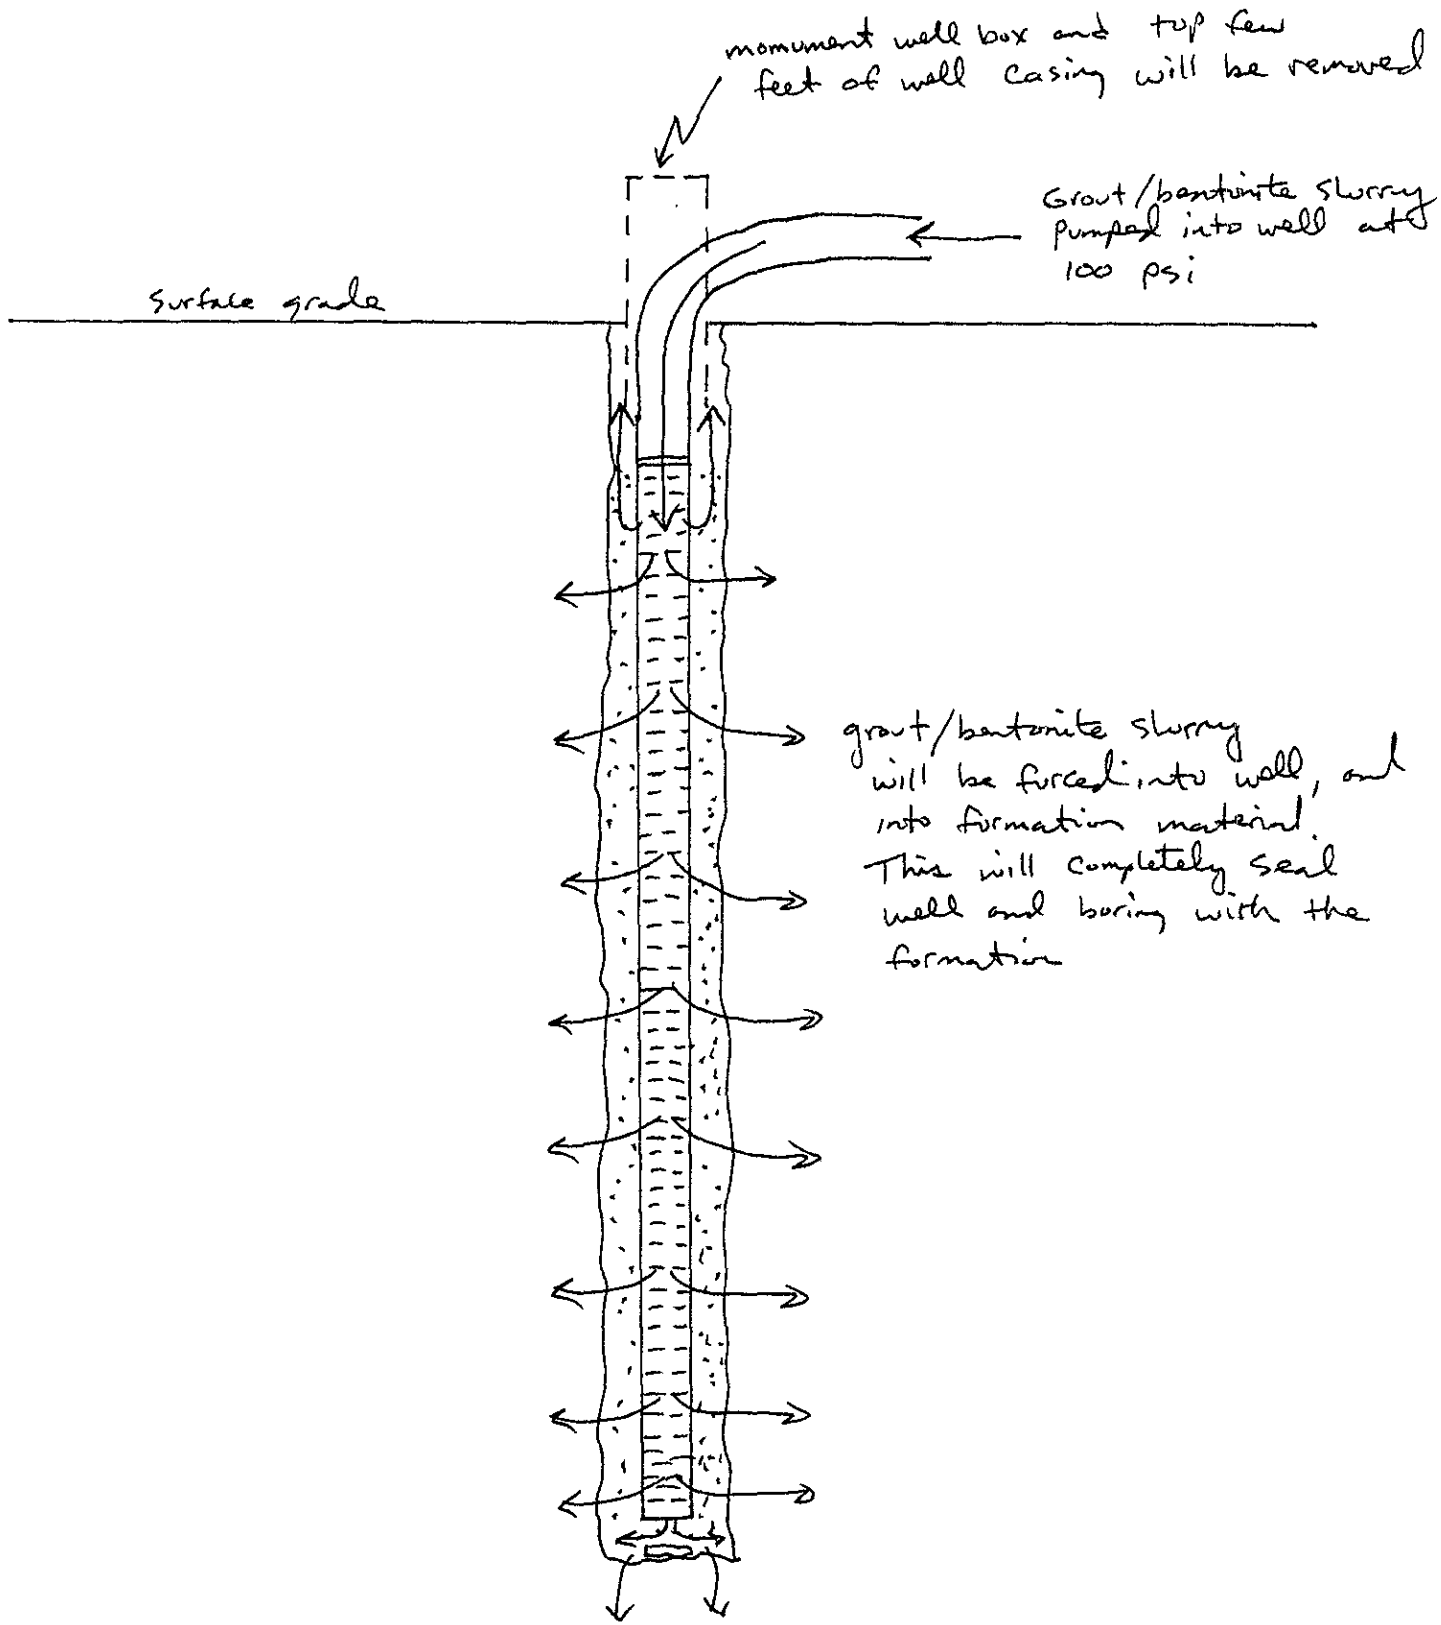 monument well box and top few
feet of well casing will be removed
Grout/bentonite slurry
pumped into well at
100 psi
surface grade
grout/bentonite slurry
will be forced into well, and
into formation material.
This will completely seal
well and boring with the
formation